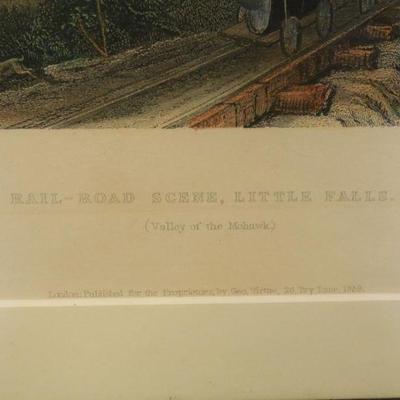 RAIL-ROAD SCENE, LITTLE FALLS.
(Valley of the Mohawk.)
London: Published for the Proprietors, by Geo. Virtue, 26, Ivy Lane, 1839.